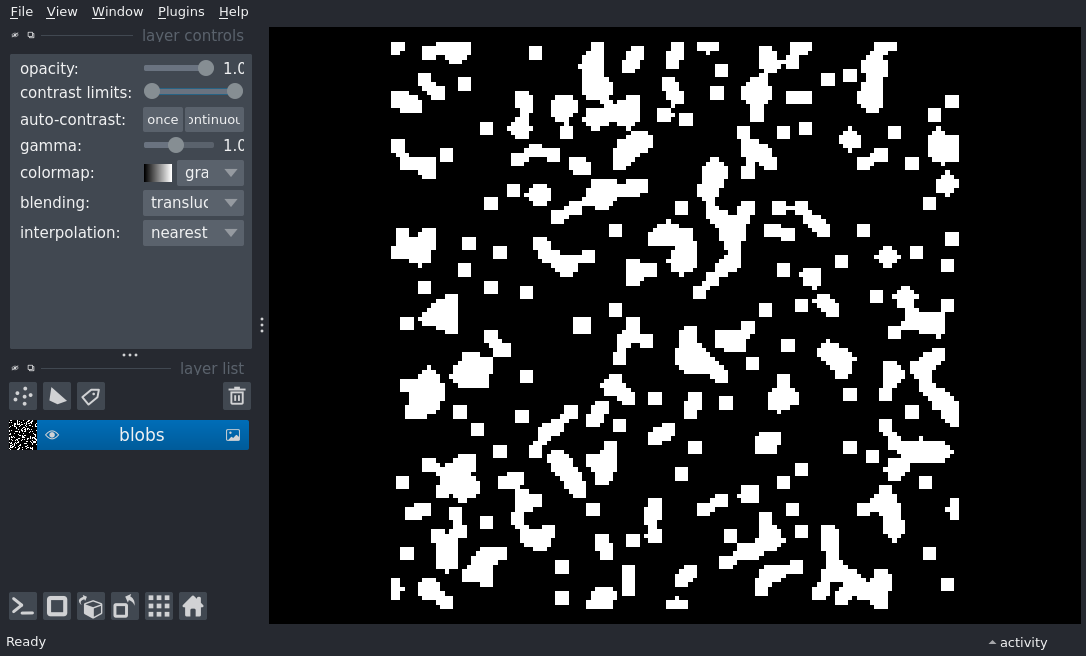 File View Window Plugins Help
layer controls
opacity: 1.0
contrast limits:
auto-contrast: once ontinuou
gamma: 1.0
colormap: gra
blending: transluc
interpolation: nearest
layer list
blobs
Ready activity